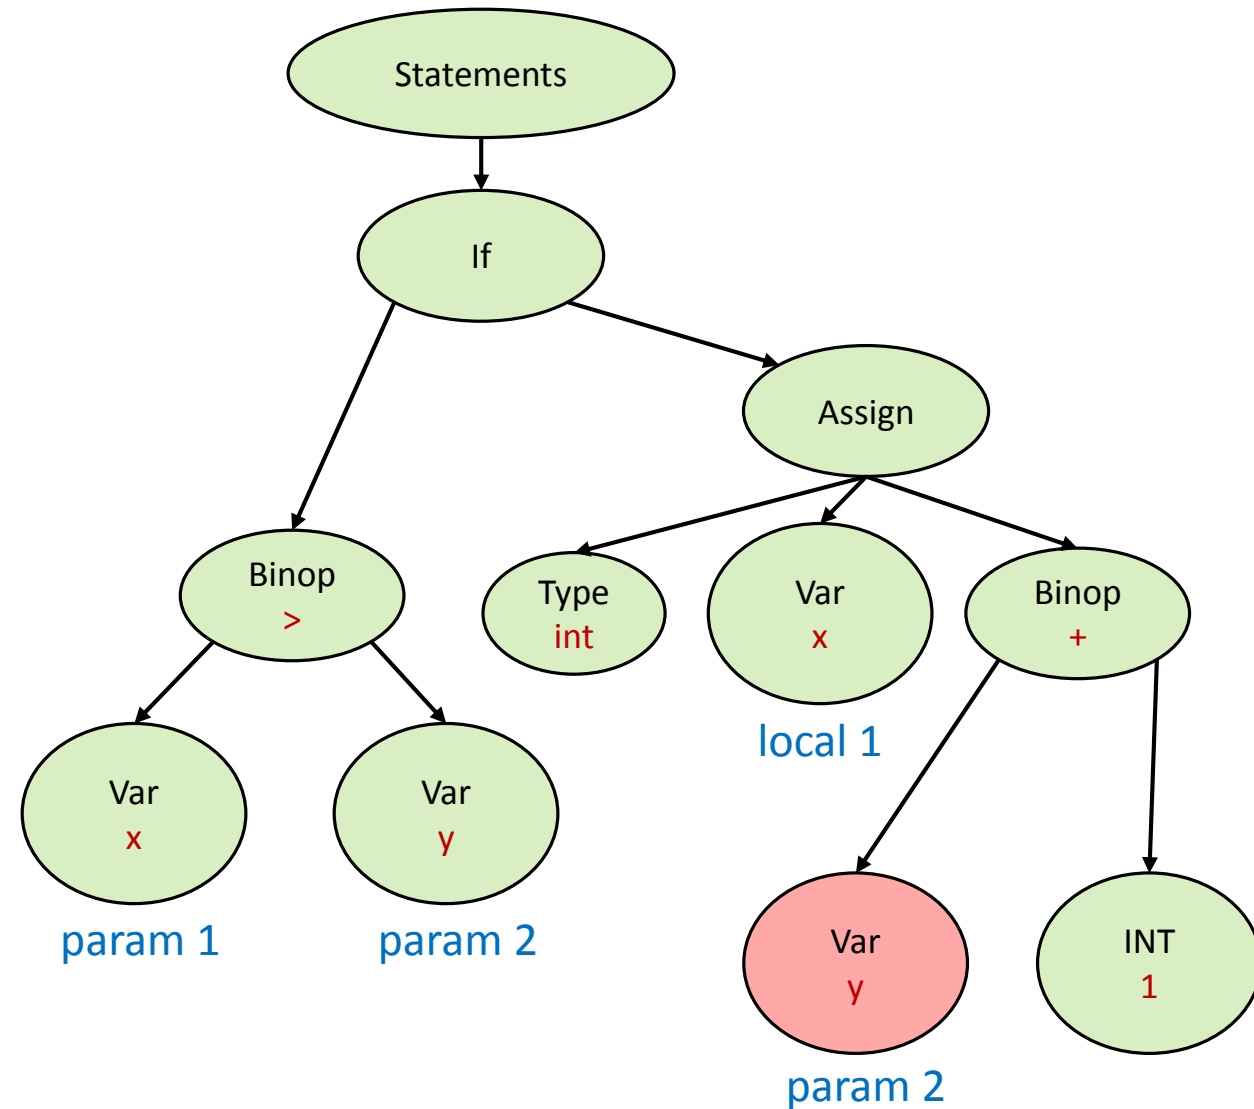 Statements
If
Assign
Binop
>
Type
int
Var
x
Binop
+
local 1
Var
x
Var
y
param 1
param 2
Var
y
INT
1
param 2